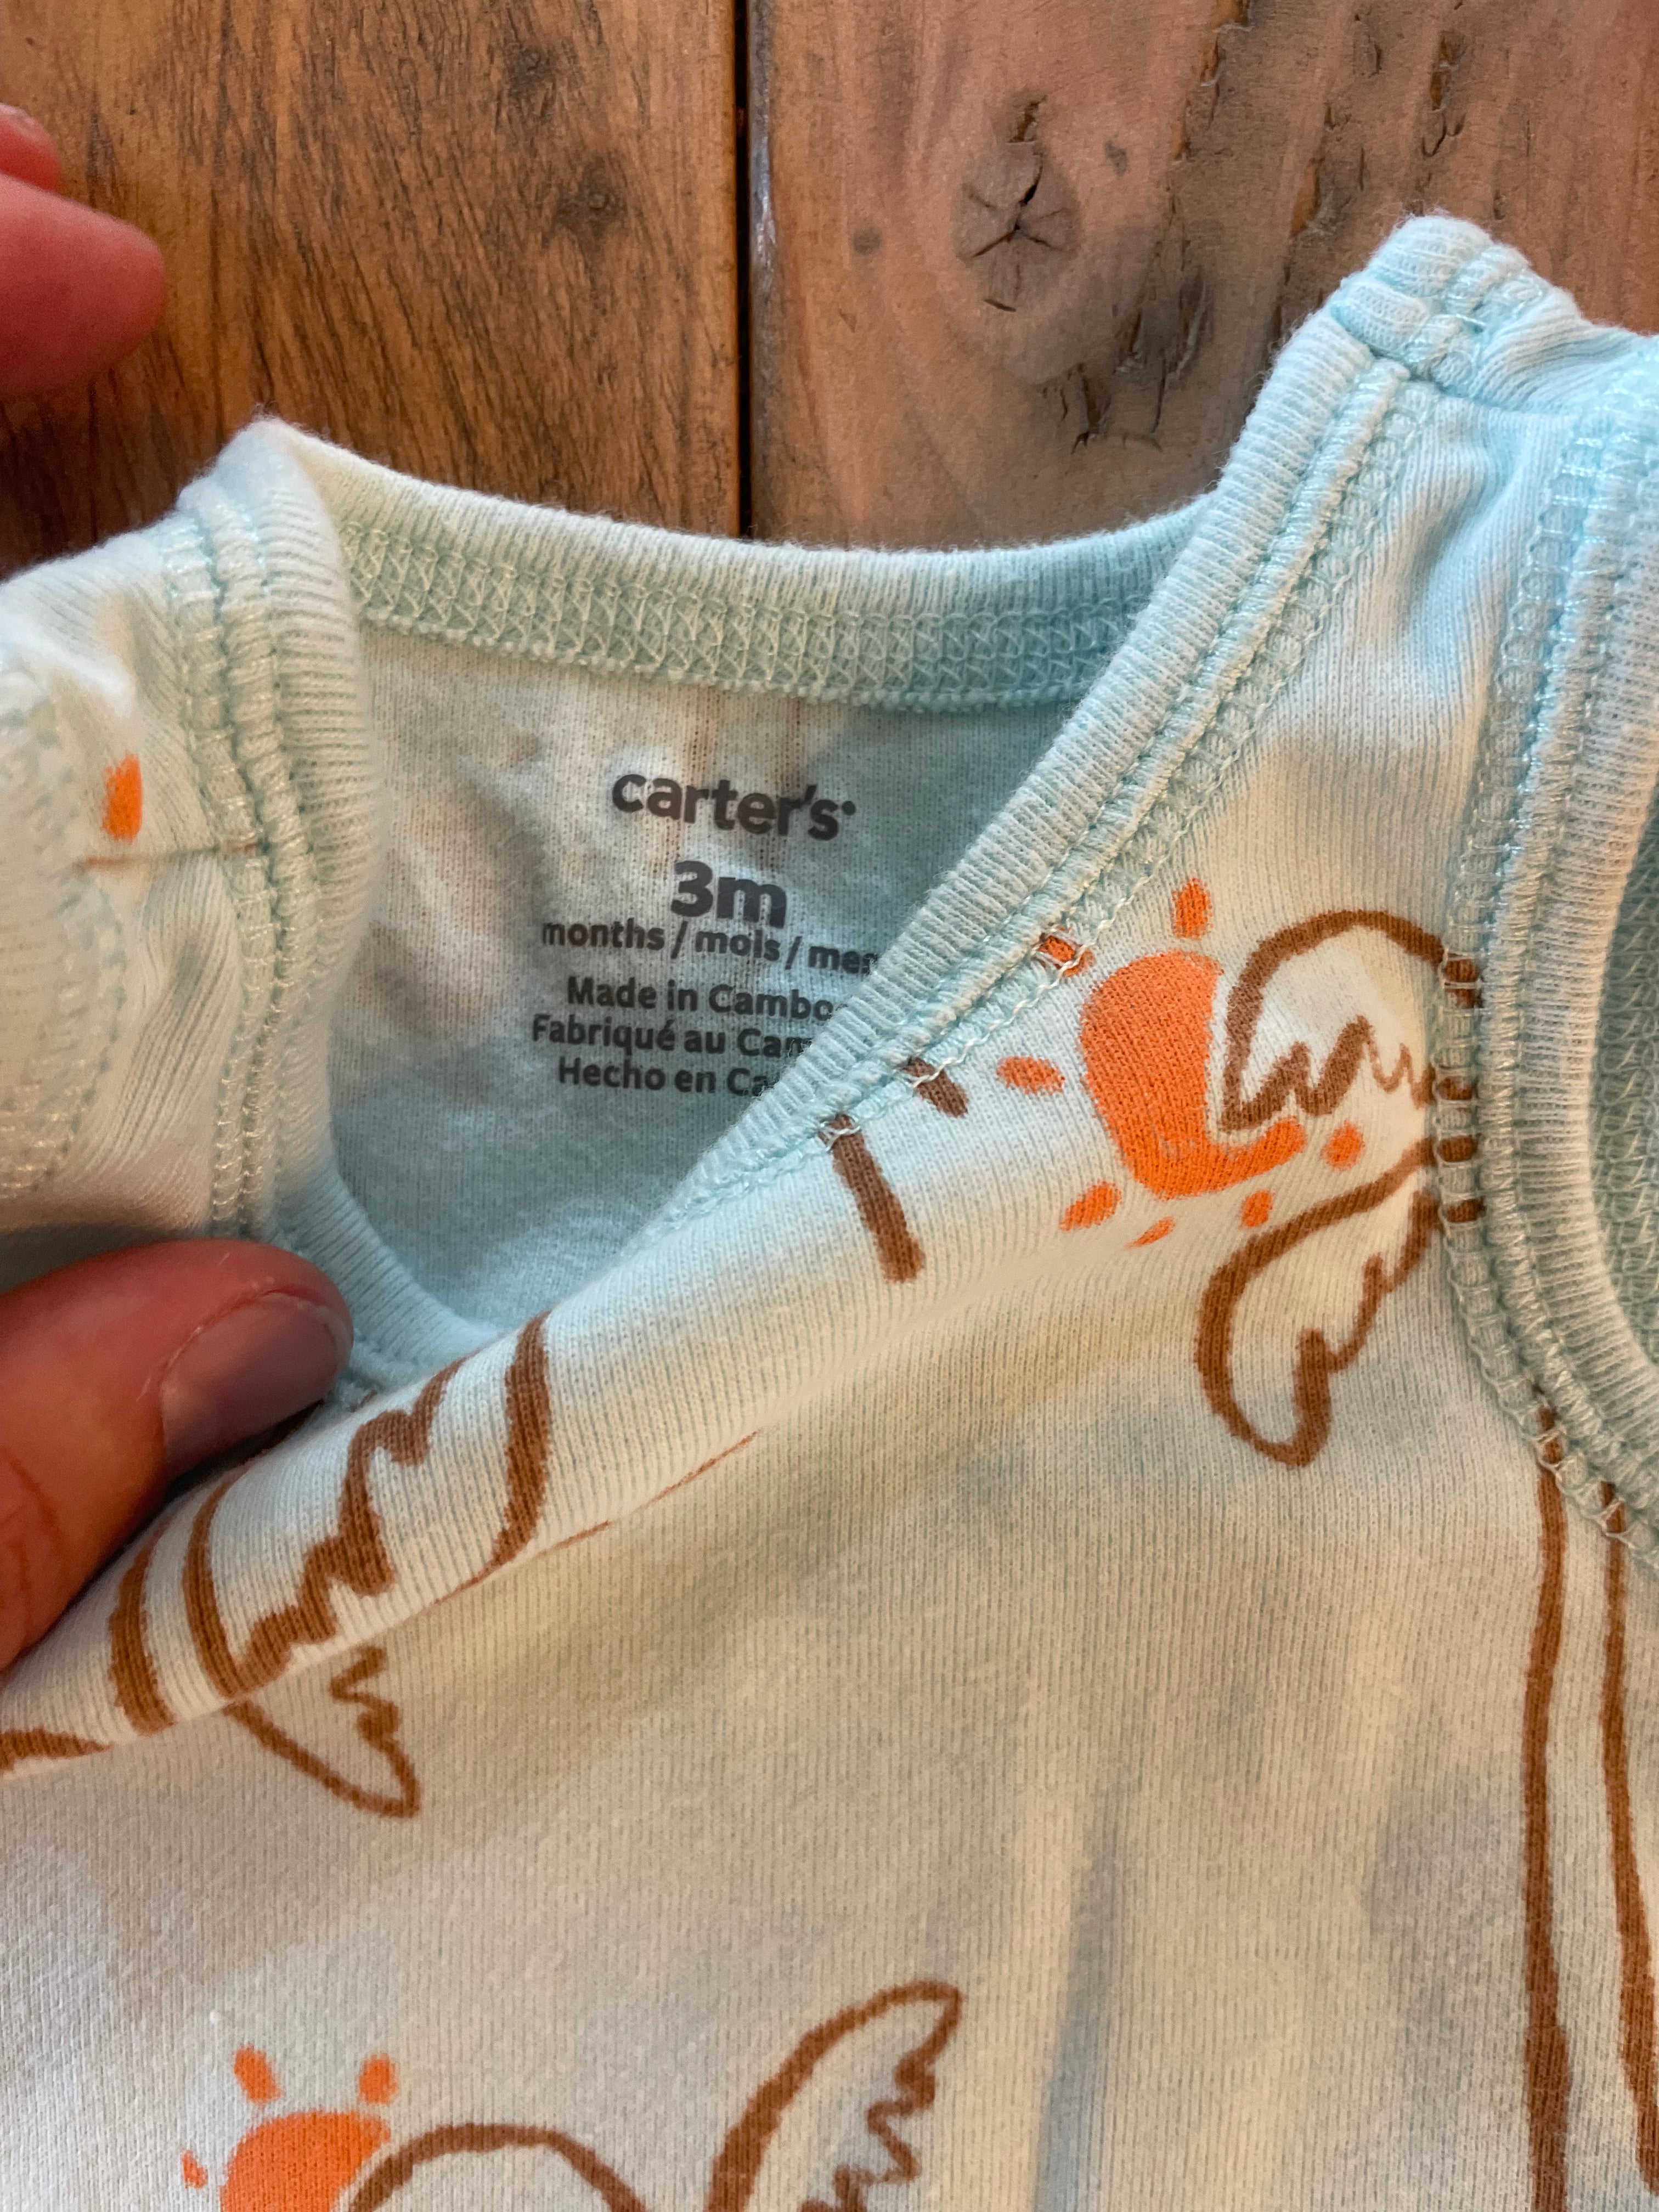 carter's
3m
months / mois /
Made in
Fabriqué au
Hecho en